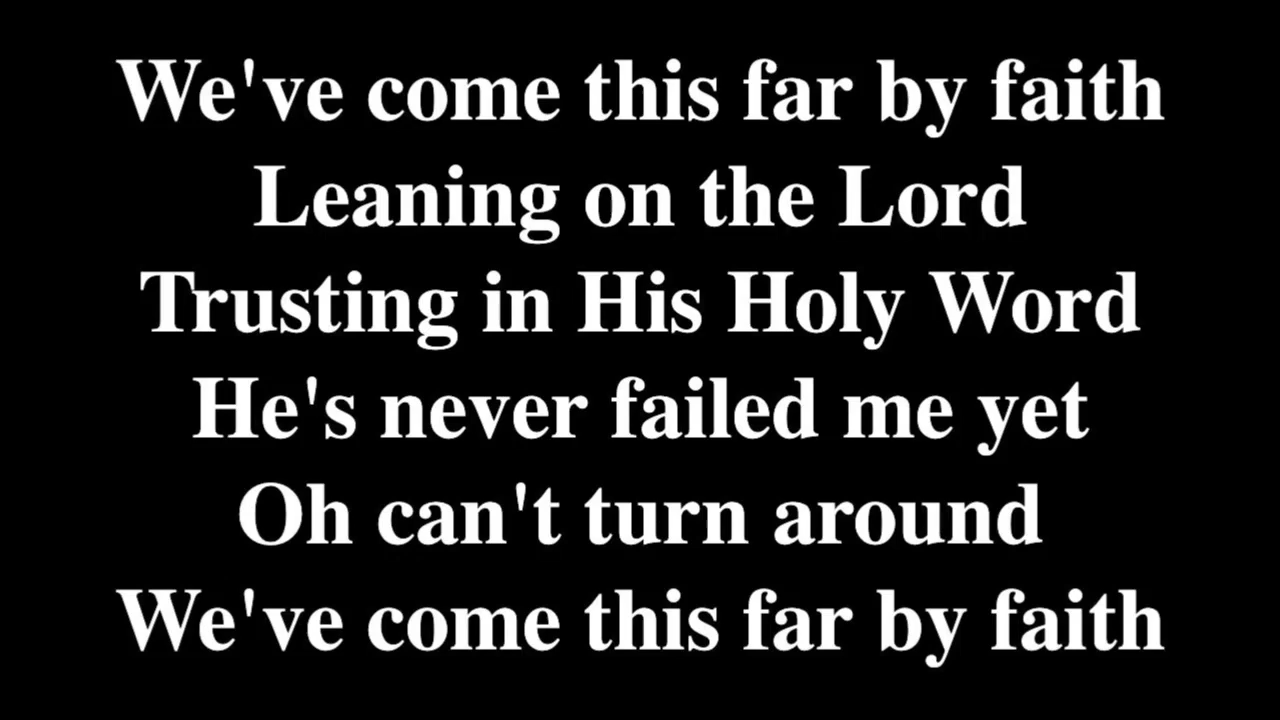 We've come this far by faith
Leaning on the Lord
Trusting in His Holy Word
He's never failed me yet
Oh can't turn around
We've come this far by faith